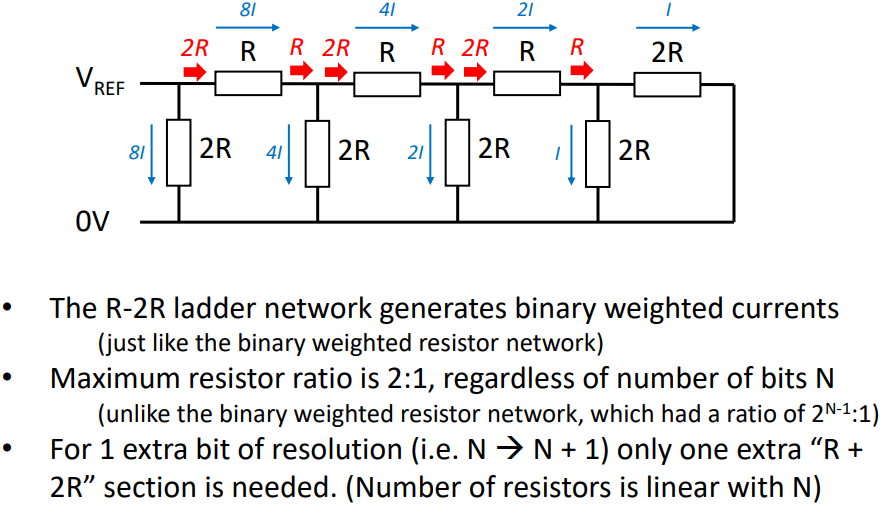 8I 4I 2I I
2R R R 2R R R 2R R R 2R
VREF
8I 2R 4I 2R 2I 2R I 2R
0V
• The R-2R ladder network generates binary weighted currents
(just like the binary weighted resistor network)
• Maximum resistor ratio is 2:1, regardless of number of bits N
(unlike the binary weighted resistor network, which had a ratio of 2^N-1:1)
• For 1 extra bit of resolution (i.e. N → N + 1) only one extra “R +
2R” section is needed. (Number of resistors is linear with N)